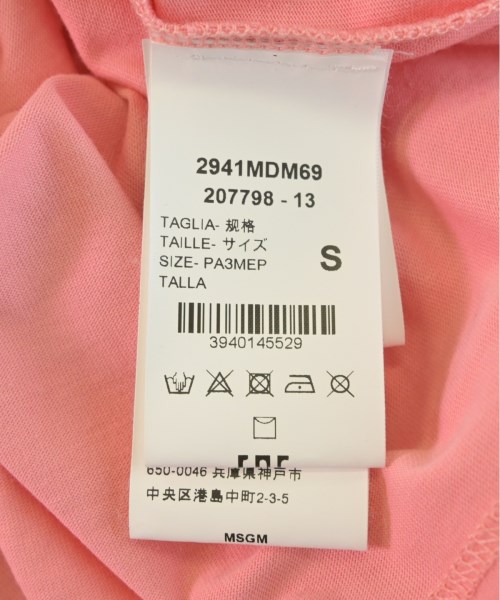 2941MDM69
207798 - 13
TAGLIA- 规格
TAILLE- サイズ
SIZE- PA3MEP
TALLA
S
3940145529
650-0046 兵庫県神戸市
中央区港島中町2-3-5
MSGM